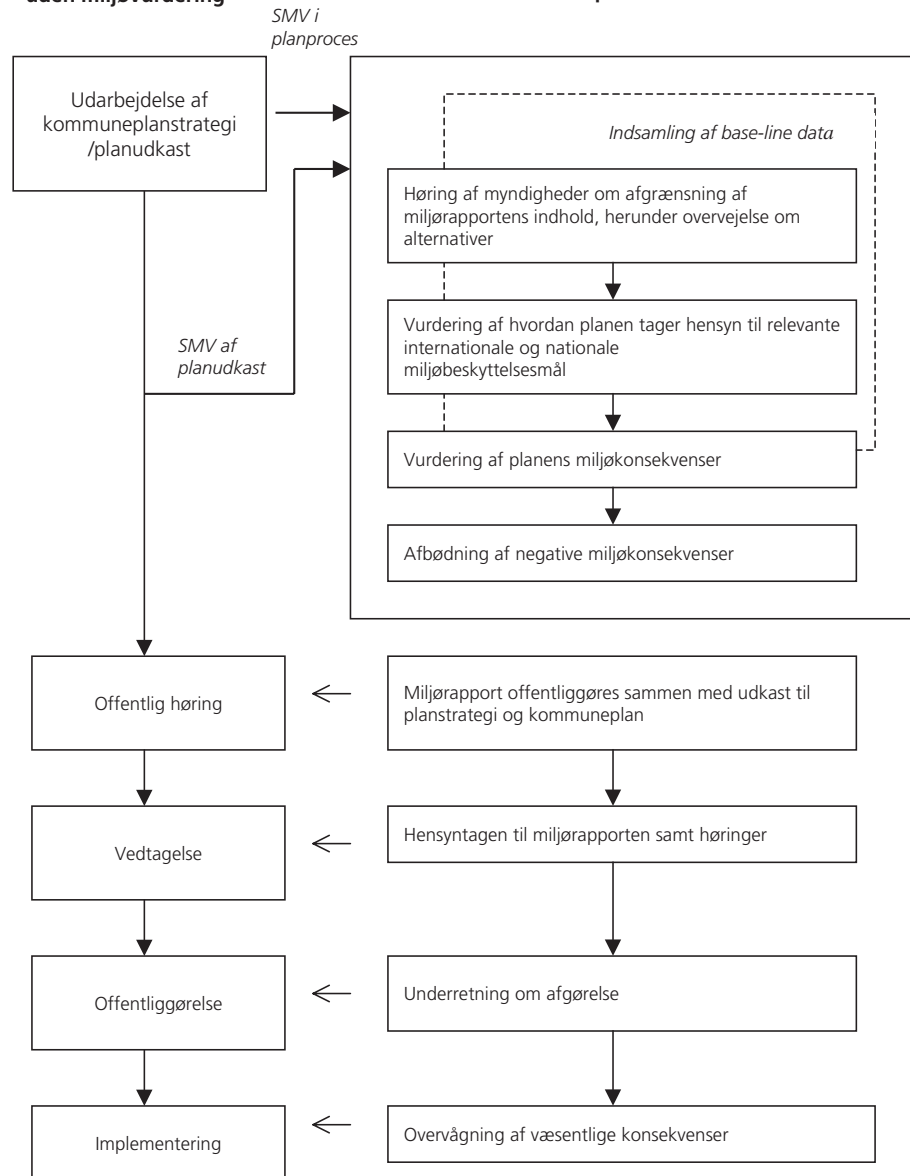 uden miljøvurdering
SMV i
planproces
Udarbejdelse af
kommuneplanstrategi
/planudkast
Indsamling af base-line data
Høring af myndigheder om afgrænsning af
miljørapportens indhold, herunder overvejelse om
alternativer
Vurdering af hvordan planen tager hensyn til relevante
internationale og nationale
miljøbeskyttelsesmål
SMV af
planudkast
Vurdering af planens miljøkonsekvenser
Afbødning af negative miljøkonsekvenser
Offentlig høring
Miljørapport offentliggøres sammen med udkast til
planstrategi og kommuneplan
Vedtagelse
Hensyntagen til miljørapporten samt høringer
Offentliggørelse
Underretning om afgørelse
Implementering
Overvågning af væsentlige konsekvenser